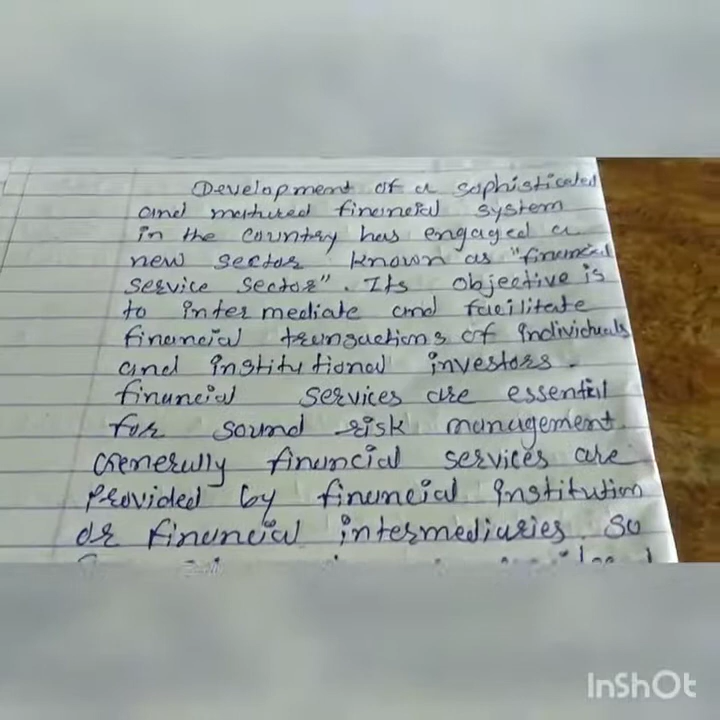 Development of a sophisticated
and matured financial system
in the country has engaged a
new sector known as "financial
service sector". Its objective is
to inter mediate and facilitate
financial transactions of individuals
and institutional investors.
financial services are essential
for sound risk management.
Generally financial services are
provided by financial institution
or financial intermediaries. So
InShOt